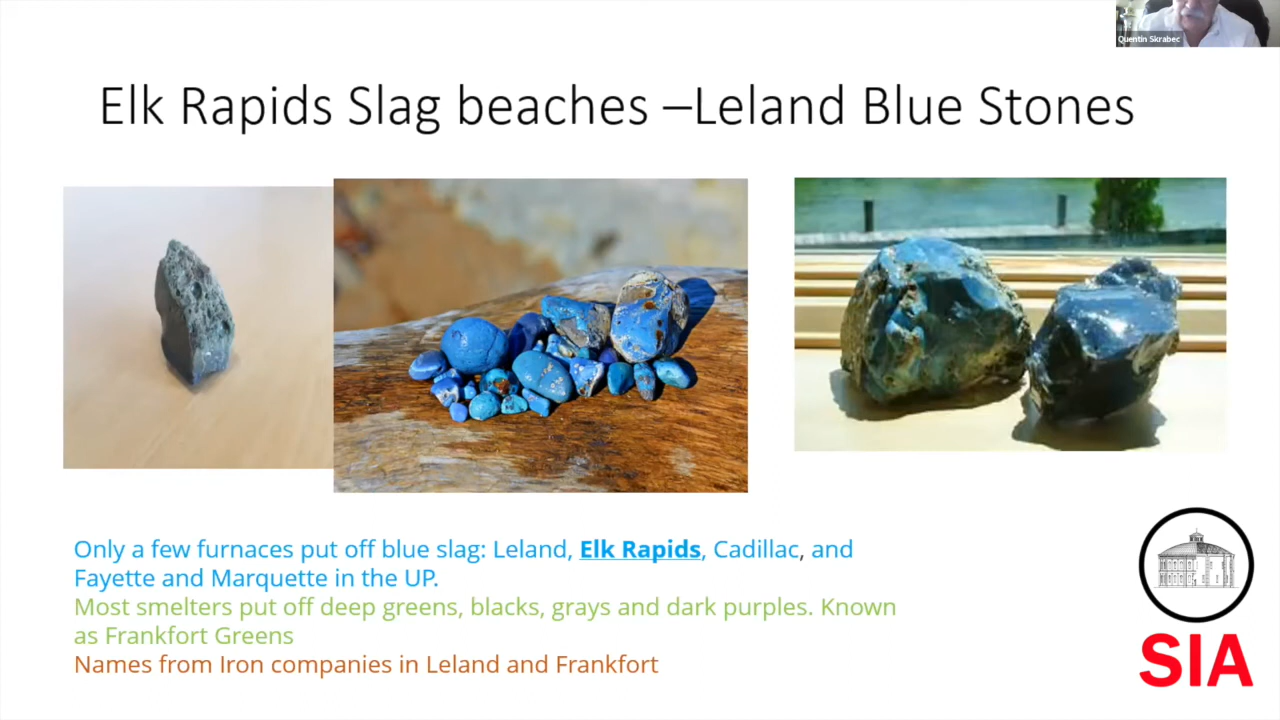 Quentin Skrabec
Elk Rapids Slag beaches –Leland Blue Stones
Only a few furnaces put off blue slag: Leland, Elk Rapids, Cadillac, and
Fayette and Marquette in the UP.
Most smelters put off deep greens, blacks, grays and dark purples. Known
as Frankfort Greens
Names from Iron companies in Leland and Frankfort
SIA